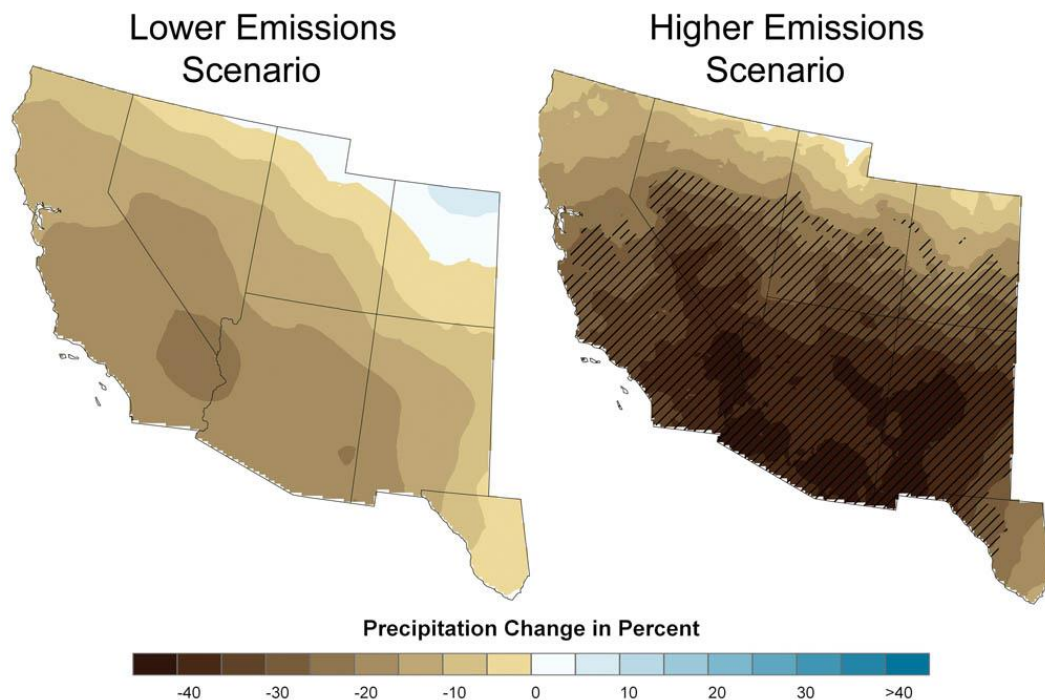 Lower Emissions
Scenario
Higher Emissions
Scenario
Precipitation Change in Percent
-40 -30 -20 -10 0 10 20 30 >40